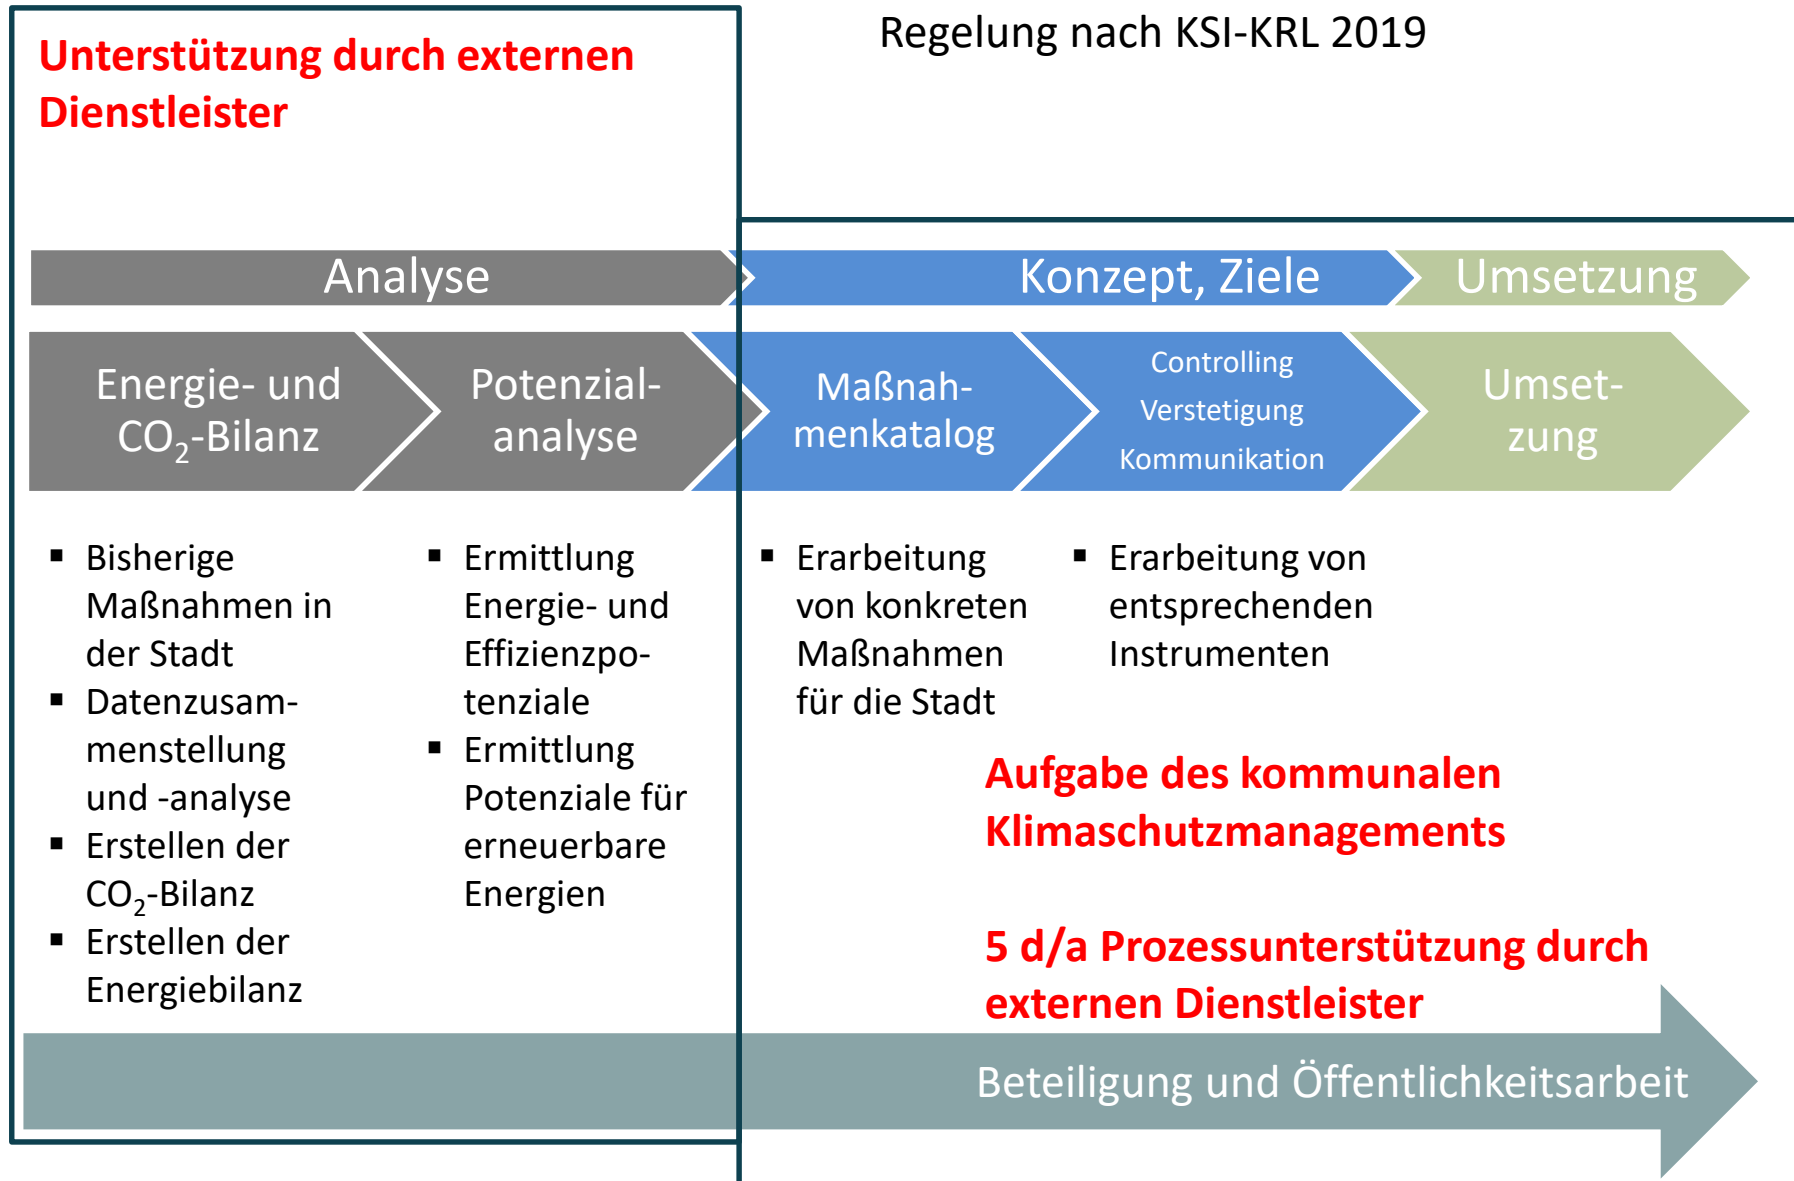 Regelung nach KSI-KRL 2019
Unterstützung durch externen
Dienstleister
Analyse
Konzept, Ziele
Umsetzung
Energie- und
CO₂-Bilanz
Potenzial-
analyse
Maßnah-
menkatalog
Controlling
Verstetigung
Kommunikation
Umset-
zung
▪ Bisherige
Maßnahmen in
der Stadt
▪ Datenzusam-
menstellung
und -analyse
▪ Erstellen der
CO₂-Bilanz
▪ Erstellen der
Energiebilanz
▪ Ermittlung
Energie- und
Effizienzpo-
tenziale
▪ Ermittlung
Potenziale für
erneuerbare
Energien
▪ Erarbeitung
von konkreten
Maßnahmen
für die Stadt
▪ Erarbeitung von
entsprechenden
Instrumenten
Aufgabe des kommunalen
Klimaschutzmanagements
5 d/a Prozessunterstützung durch
externen Dienstleister
Beteiligung und Öffentlichkeitsarbeit